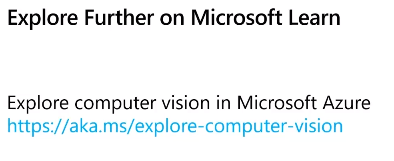 Explore Further on Microsoft Learn
Explore computer vision in Microsoft Azure
https://aka.ms/explore-computer-vision